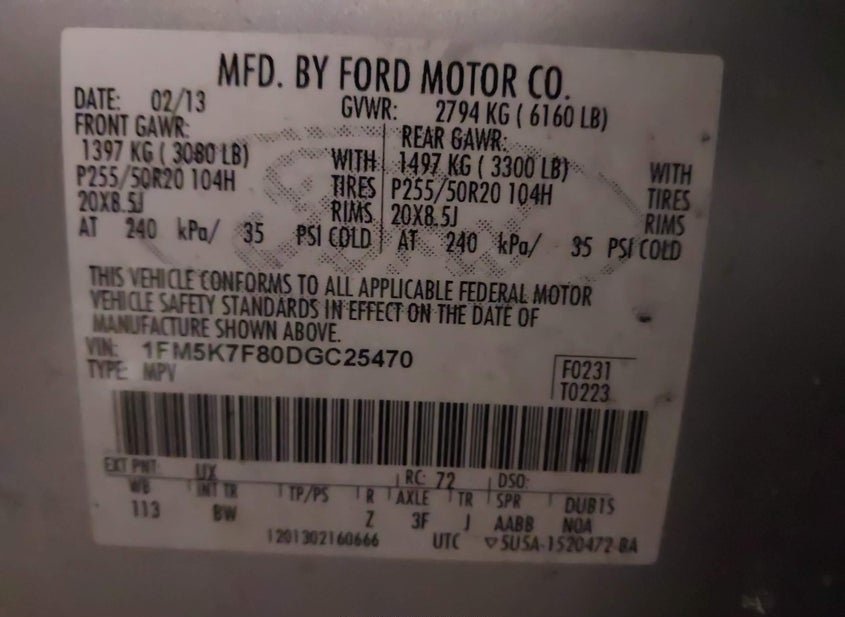 MFD. BY FORD MOTOR CO.
DATE: 02/13 GVWR: 2794 KG ( 6160 LB)
FRONT GAWR: REAR GAWR:
1397 KG ( 3080 LB) WITH 1497 KG ( 3300 LB) WITH
P255/50R20 104H TIRES P255/50R20 104H TIRES
20X8.5J RIMS 20X8.5J RIMS
AT 240 kPa/ 35 PSI COLD AT 240 kPa/ 35 PSI COLD
THIS VEHICLE CONFORMS TO ALL APPLICABLE FEDERAL MOTOR
VEHICLE SAFETY STANDARDS IN EFFECT ON THE DATE OF
MANUFACTURE SHOWN ABOVE.
VIN: 1FM5K7F80DGC25470
TYPE: MPV
F0231
T0223
EXT PNT: UX RC: 72 DSO:
WB INT TR TP/PS R AXLE TR SPR DUB1S
113 BW Z 3F J AABB NOA
1201302160666 UTC ▽5U5A-1520472-BA